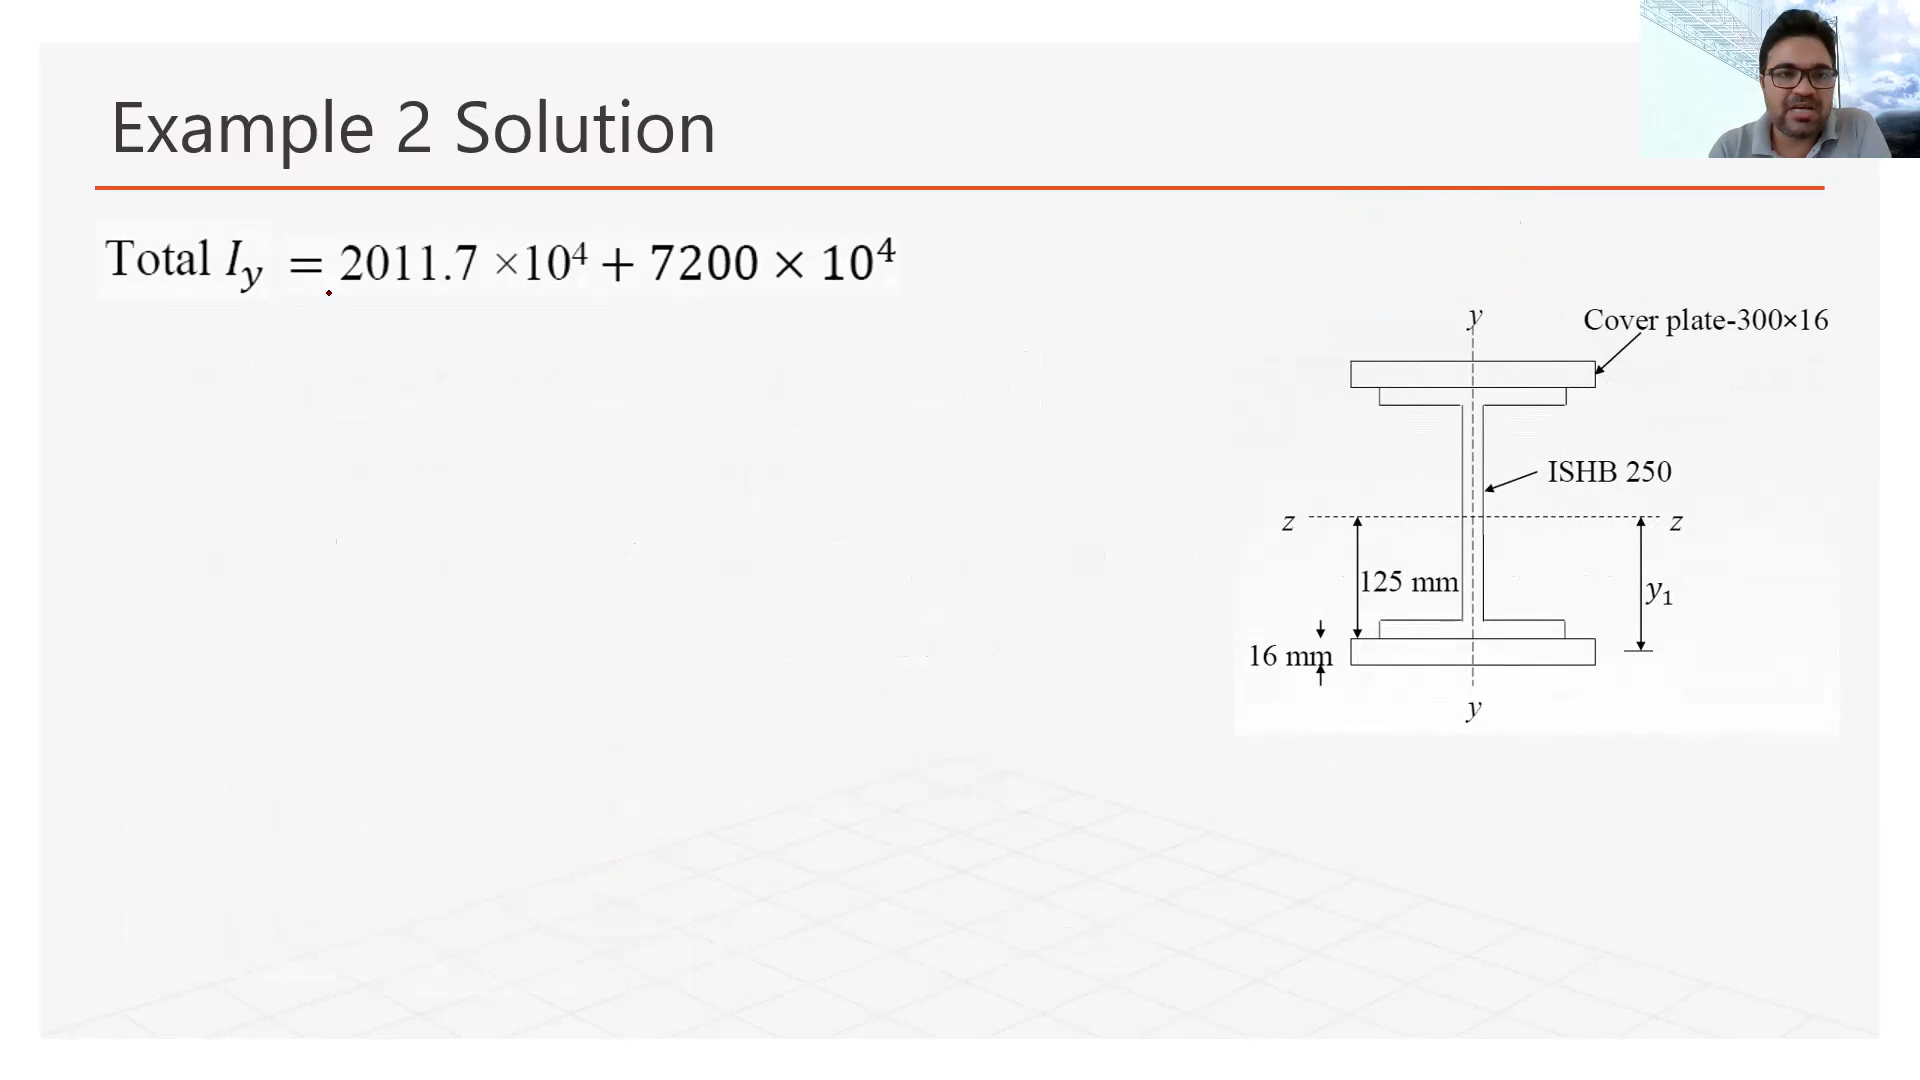 Example 2 Solution
Total I_y = 2011.7 ×10⁴ + 7200 × 10⁴
y
Cover plate-300×16
ISHB 250
z
z
125 mm
y₁
16 mm
y